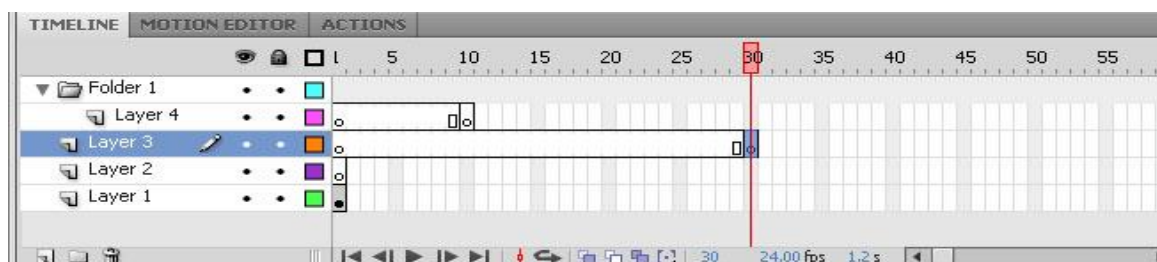 TIMELINE MOTION EDITOR ACTIONS
1 5 10 15 20 25 30 35 40 45 50 55
Folder 1
Layer 4
Layer 3
Layer 2
Layer 1
30 24.00 fps 1.2 s